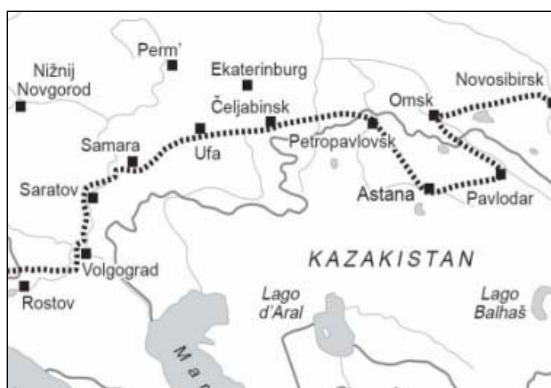 Perm'
Nižnij
Novgorod
Ekaterinburg
Čeljabinsk
Omsk
Novosibirsk
Samara
Ufa
Petropavlovsk
Saratov
Astana
Pavlodar
Volgograd
KAZAKISTAN
Rostov
Lago
d'Aral
Lago
Balhaš
Mar